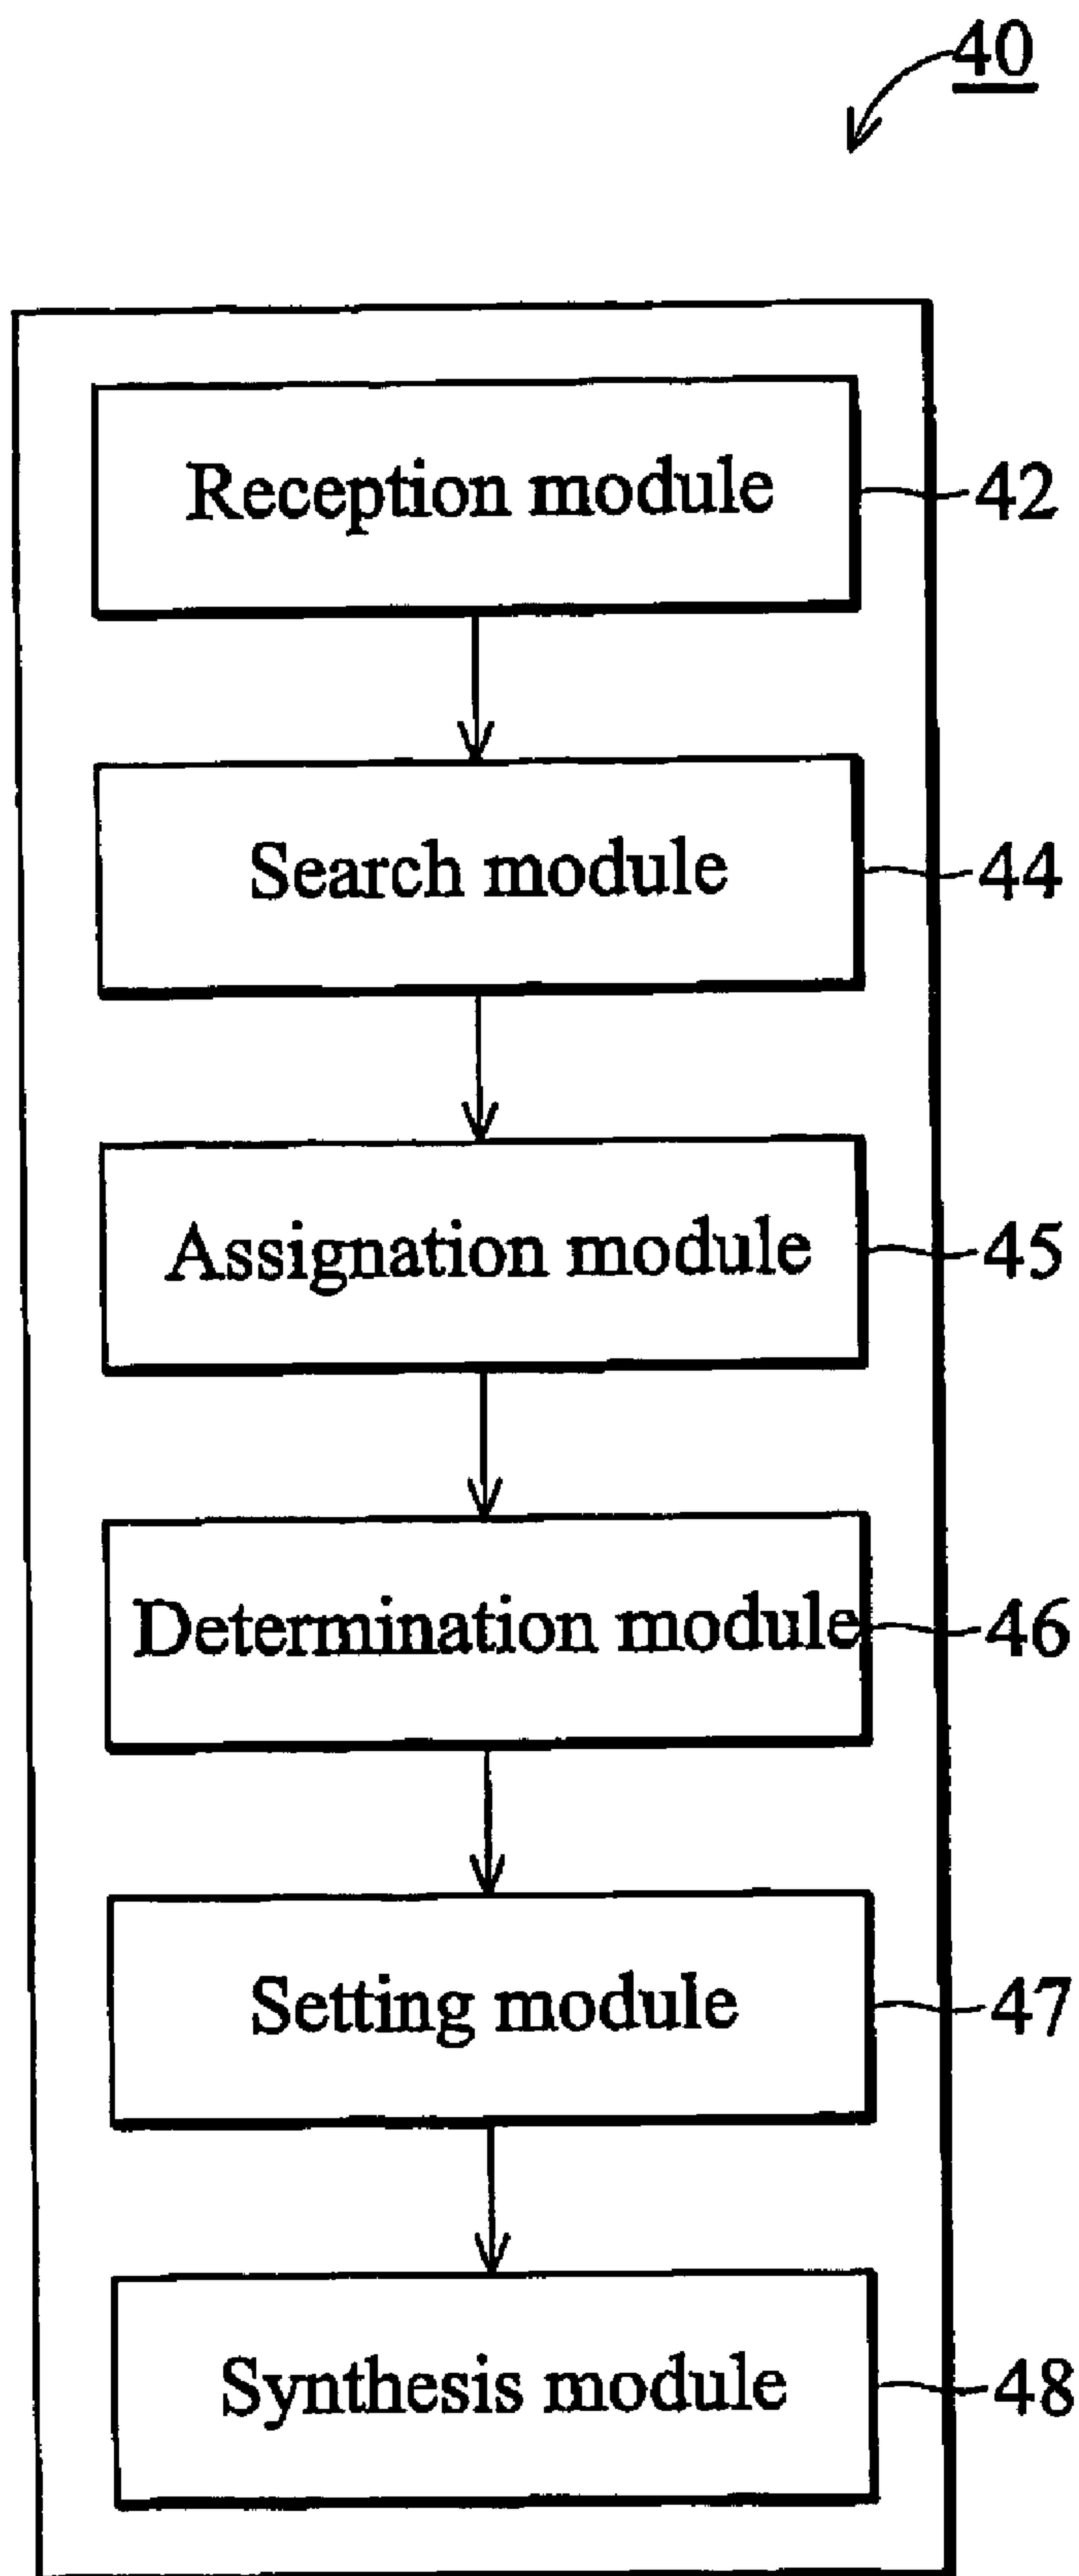 40
Reception module
42
Search module
44
Assignation module
45
Determination module
46
Setting module
47
Synthesis module
48